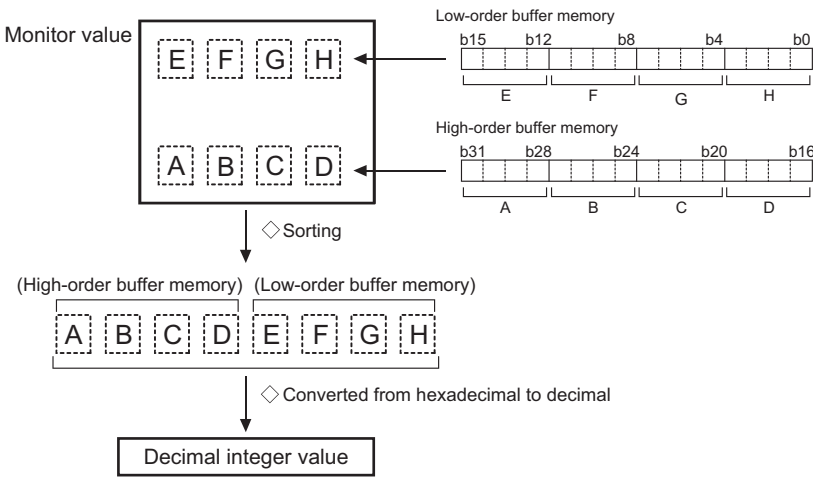 Low-order buffer memory
Monitor value
b15 b12 b8 b4 b0
E F G H
E F G H
High-order buffer memory
b31 b28 b24 b20 b16
A B C D
A B C D
◇ Sorting
(High-order buffer memory) (Low-order buffer memory)
A B C D E F G H
◇ Converted from hexadecimal to decimal
Decimal integer value